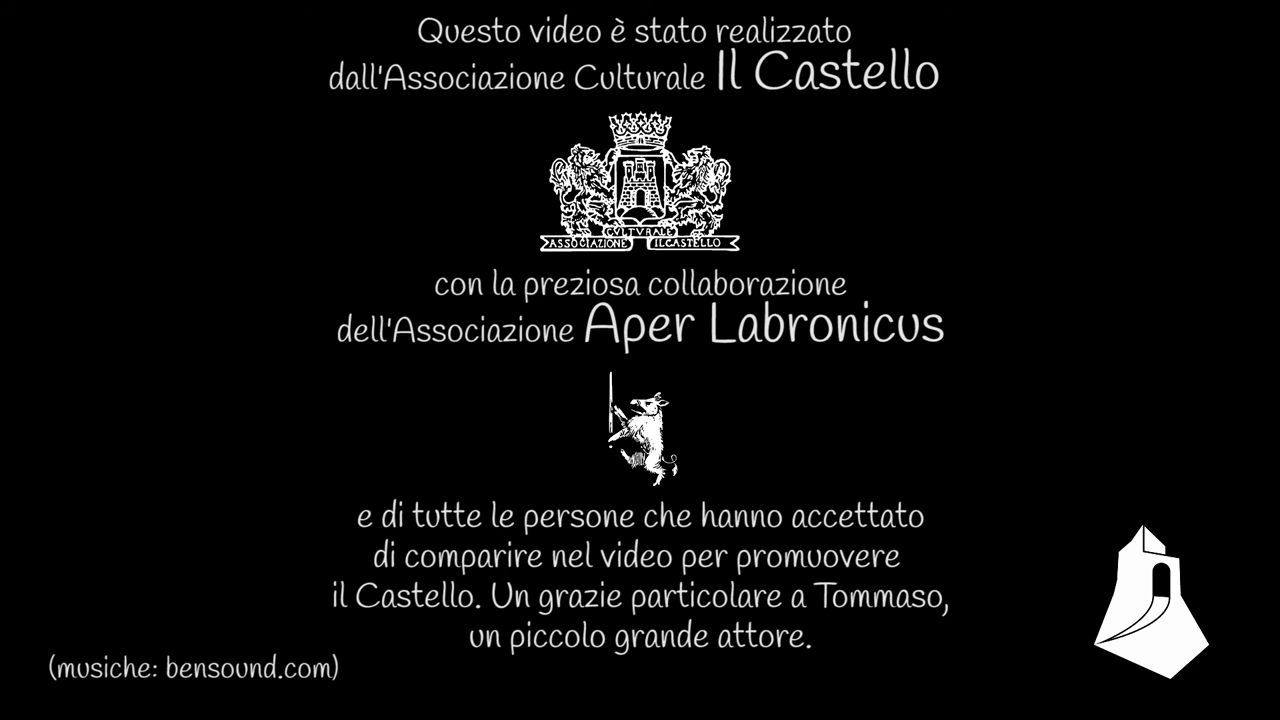 Questo video è stato realizzato
dall'Associazione Culturale Il Castello
CULTURALE
ASSOCIAZIONE IL CASTELLO
con la preziosa collaborazione
dell'Associazione Aper Labronicus
e di tutte le persone che hanno accettato
di comparire nel video per promuovere
il Castello. Un grazie particolare a Tommaso,
un piccolo grande attore.
(musiche: bensound.com)